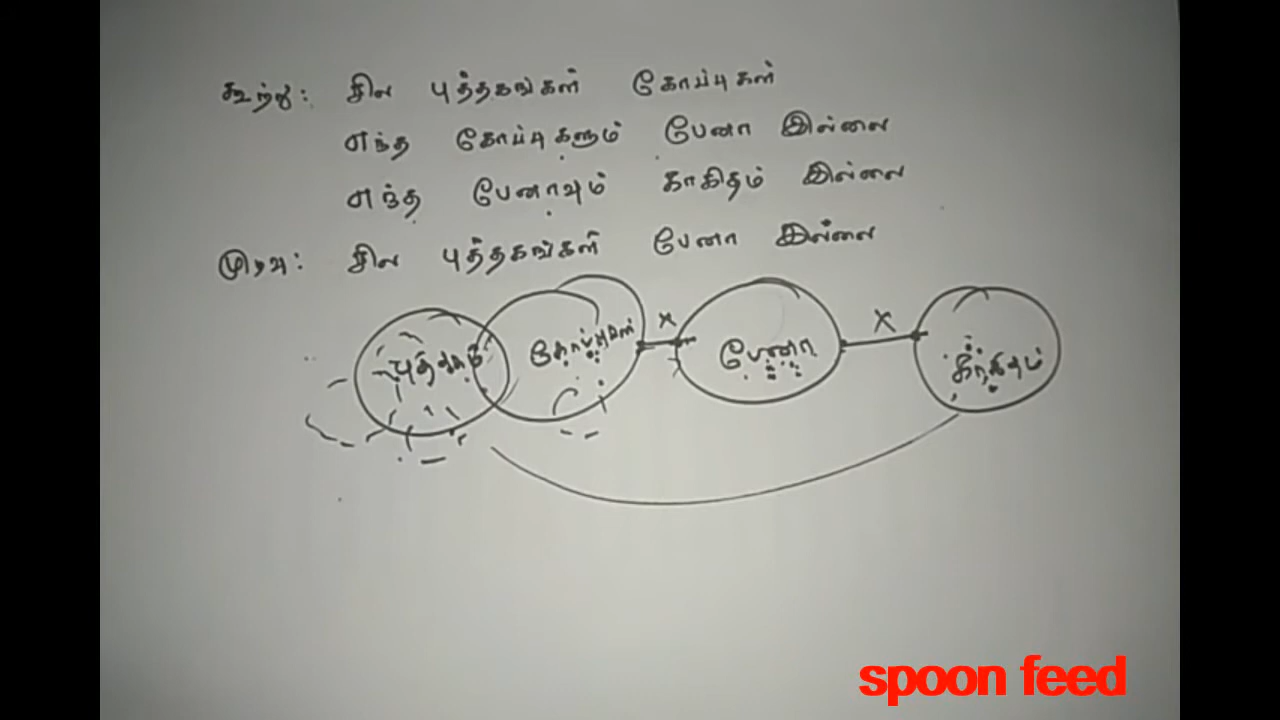 கூற்று: சில புத்தகங்கள் கோப்புகள்
எந்த கோப்புகளும் பேனா இல்லை
எந்த பேனாவும் காகிதம் இல்லை
முடிவு: சில புத்தகங்கள் பேனா இல்லை
புத்தகம் கோப்புகள் x பேனா x காகிதம்
spoon feed